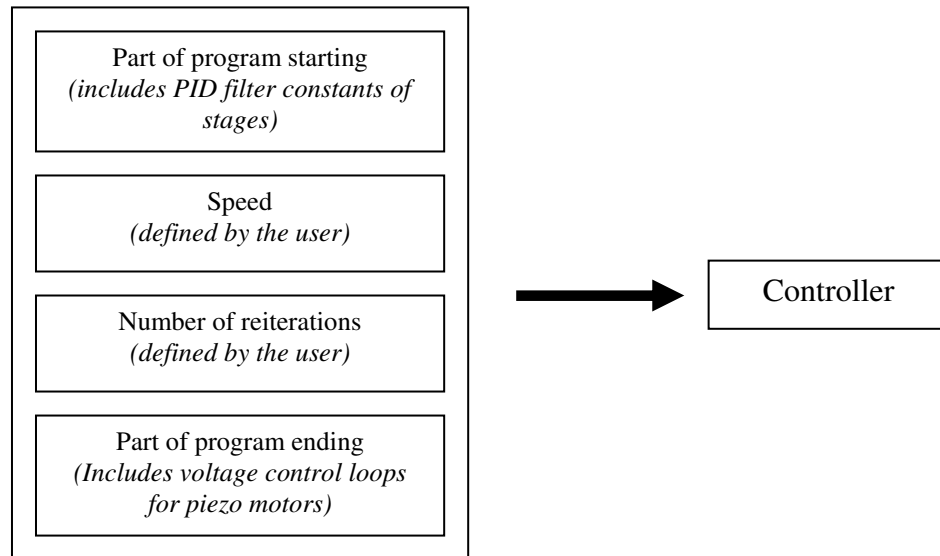 Part of program starting
(includes PID filter constants of
stages)
Speed
(defined by the user)
Number of reiterations
(defined by the user)
Part of program ending
(Includes voltage control loops
for piezo motors)
Controller